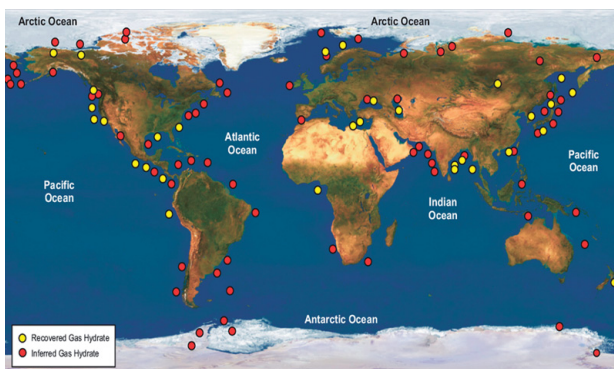 Arctic Ocean
Arctic Ocean
Atlantic
Ocean
Pacific
Ocean
Pacific
Ocean
Indian
Ocean
Antarctic Ocean
Recovered Gas Hydrate
Inferred Gas Hydrate